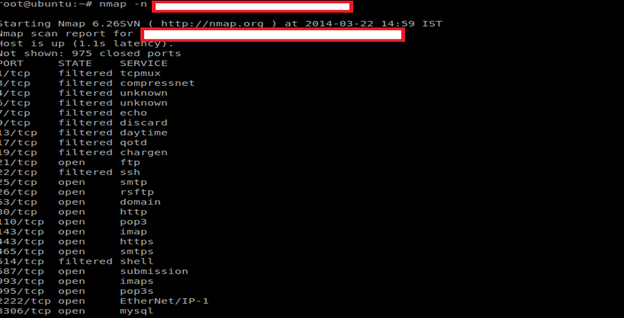 root@ubuntu:~# nmap -n
Starting Nmap 6.26SVN ( http://nmap.org ) at 2014-03-22 14:59 IST
Nmap scan report for
Host is up (1.1s latency).
Not shown: 975 closed ports
PORT STATE SERVICE
1/tcp filtered tcpmux
3/tcp filtered compressnet
4/tcp filtered unknown
6/tcp filtered unknown
7/tcp filtered echo
9/tcp filtered discard
13/tcp filtered daytime
17/tcp filtered qotd
19/tcp filtered chargen
21/tcp open ftp
22/tcp filtered ssh
25/tcp open smtp
26/tcp open rsftp
53/tcp open domain
80/tcp open http
110/tcp open pop3
143/tcp open imap
443/tcp open https
465/tcp open smtps
514/tcp filtered shell
587/tcp open submission
993/tcp open imaps
995/tcp open pop3s
2222/tcp open EtherNet/IP-1
3306/tcp open mysql